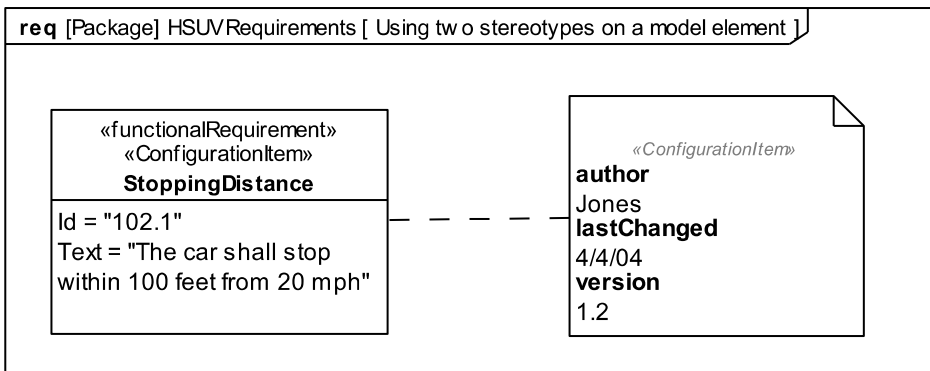 req [Package] HSUVRequirements [ Using two stereotypes on a model element ]
«functionalRequirement»
«ConfigurationItem»
StoppingDistance
Id = "102.1"
Text = "The car shall stop
within 100 feet from 20 mph"
«ConfigurationItem»
author
Jones
lastChanged
4/4/04
version
1.2